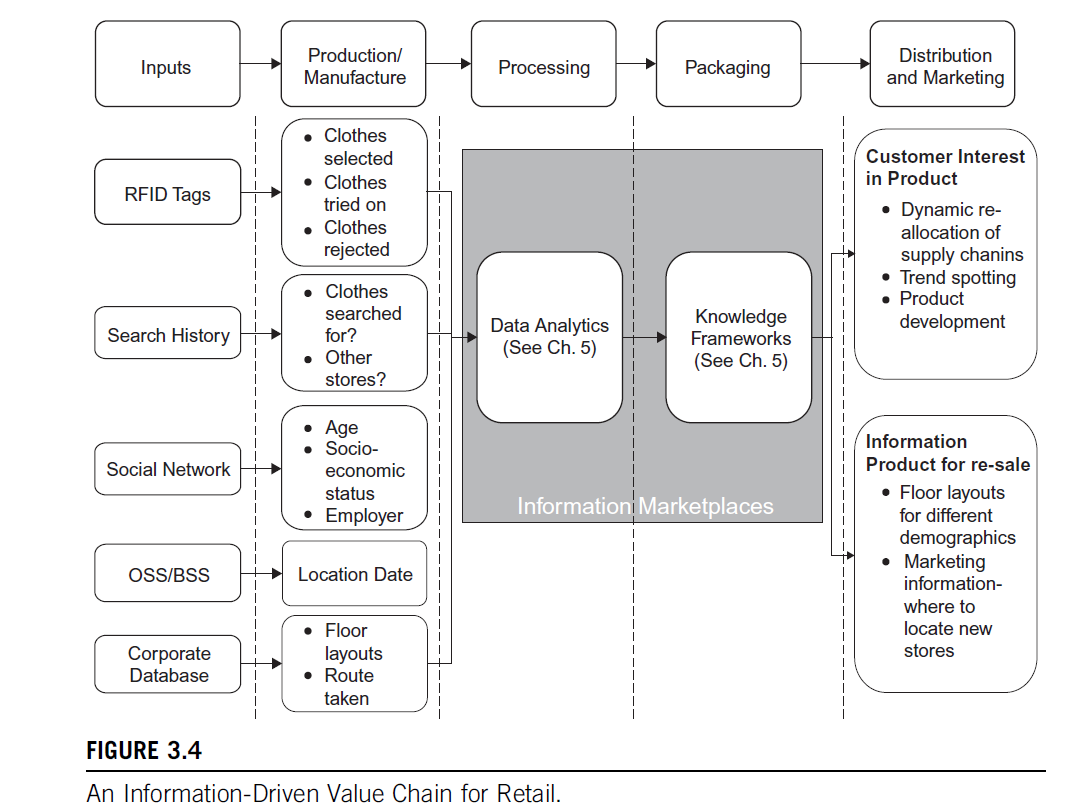 Inputs
Production/
Manufacture
Processing
Packaging
Distribution
and Marketing
RFID Tags
• Clothes
selected
• Clothes
tried on
• Clothes
rejected
Search History
• Clothes
searched
for?
• Other
stores?
Social Network
• Age
• Socio-
economic
status
• Employer
OSS/BSS
Location Date
Corporate
Database
• Floor
layouts
• Route
taken
Data Analytics
(See Ch. 5)
Knowledge
Frameworks
(See Ch. 5)
Information Marketplaces
Customer Interest
in Product
• Dynamic re-
allocation of
supply chanins
• Trend spotting
• Product
development
Information
Product for re-sale
• Floor layouts
for different
demographics
• Marketing
information-
where to
locate new
stores
FIGURE 3.4
An Information-Driven Value Chain for Retail.